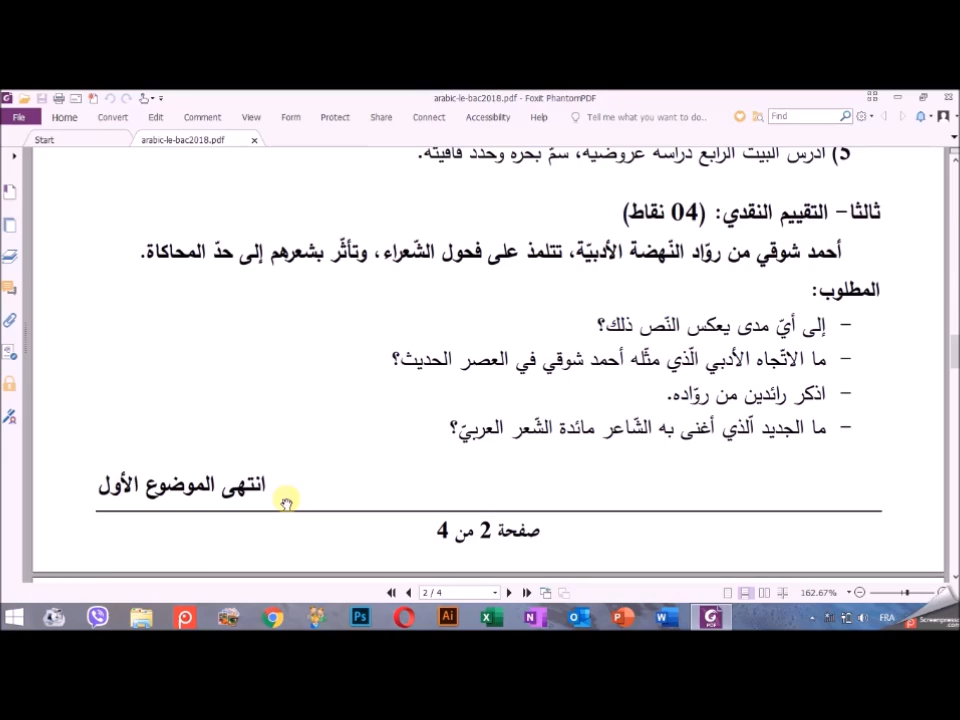 arabic-le-bac2018.pdf - Foxit PhantomPDF
File Home Convert Edit Comment View Form Protect Share Connect Accessibility Help Tell me what you want to do.. Find
Start arabic-le-bac2018.pdf
5) ادرس البيت الرابع دراسة عروضية، سمّ بحره وحدد قافيته.
ثالثا- التقييم النقدي: (04 نقاط)
أحمد شوقي من روّاد النّهضة الأدبيّة، تتلمذ على فحول الشّعراء، وتأثّر بشعرهم إلى حدّ المحاكاة.
المطلوب:
- إلى أيّ مدى يعكس النّص ذلك؟
- ما الاتّجاه الأدبي الّذي مثّله أحمد شوقي في العصر الحديث؟
- اذكر رائدين من روّاده.
- ما الجديد الّذي أغنى به الشّاعر مائدة الشّعر العربيّ؟
انتهى الموضوع الأول
صفحة 2 من 4
2 / 4 162.67%
FRA